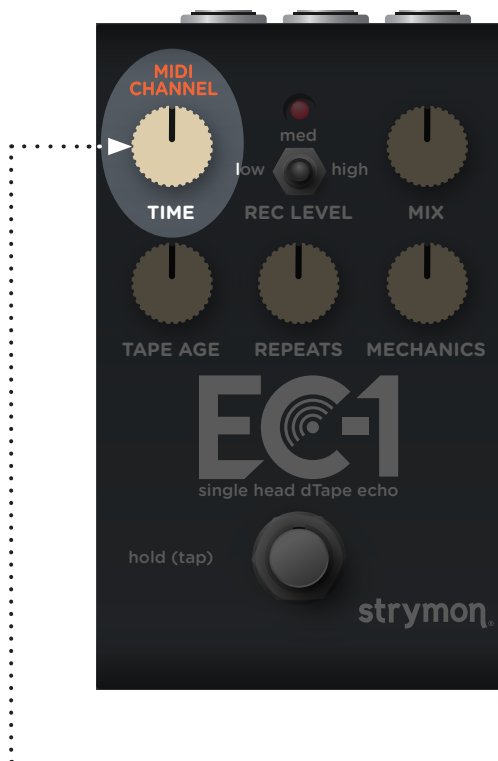 MIDI
CHANNEL
med
low high
TIME REC LEVEL MIX
TAPE AGE REPEATS MECHANICS
EC-1
single head dTape echo
hold (tap)
strymon®